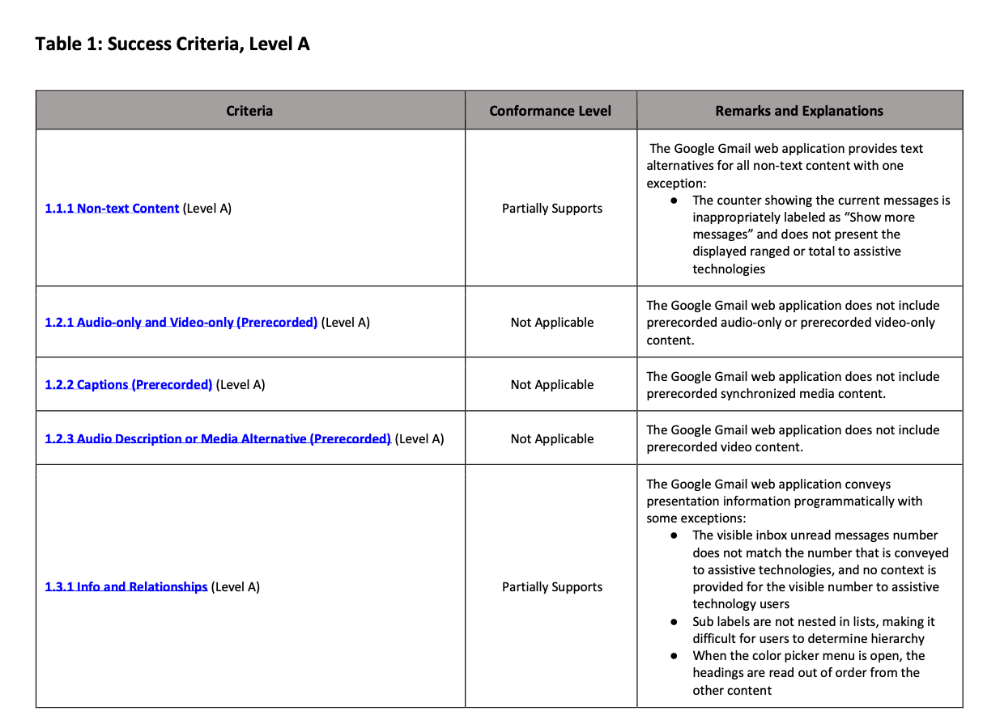 Table 1: Success Criteria, Level A
Criteria
Conformance Level
Remarks and Explanations
1.1.1 Non-text Content (Level A)
Partially Supports
The Google Gmail web application provides text
alternatives for all non-text content with one
exception:
● The counter showing the current messages is
inappropriately labeled as “Show more
messages” and does not present the
displayed ranged or total to assistive
technologies
1.2.1 Audio-only and Video-only (Prerecorded) (Level A)
Not Applicable
The Google Gmail web application does not include
prerecorded audio-only or prerecorded video-only
content.
1.2.2 Captions (Prerecorded) (Level A)
Not Applicable
The Google Gmail web application does not include
prerecorded synchronized media content.
1.2.3 Audio Description or Media Alternative (Prerecorded) (Level A)
Not Applicable
The Google Gmail web application does not include
prerecorded video content.
1.3.1 Info and Relationships (Level A)
Partially Supports
The Google Gmail web application conveys
presentation information programmatically with
some exceptions:
● The visible inbox unread messages number
does not match the number that is conveyed
to assistive technologies, and no context is
provided for the visible number to assistive
technology users
● Sub labels are not nested in lists, making it
difficult for users to determine hierarchy
● When the color picker menu is open, the
headings are read out of order from the
other content